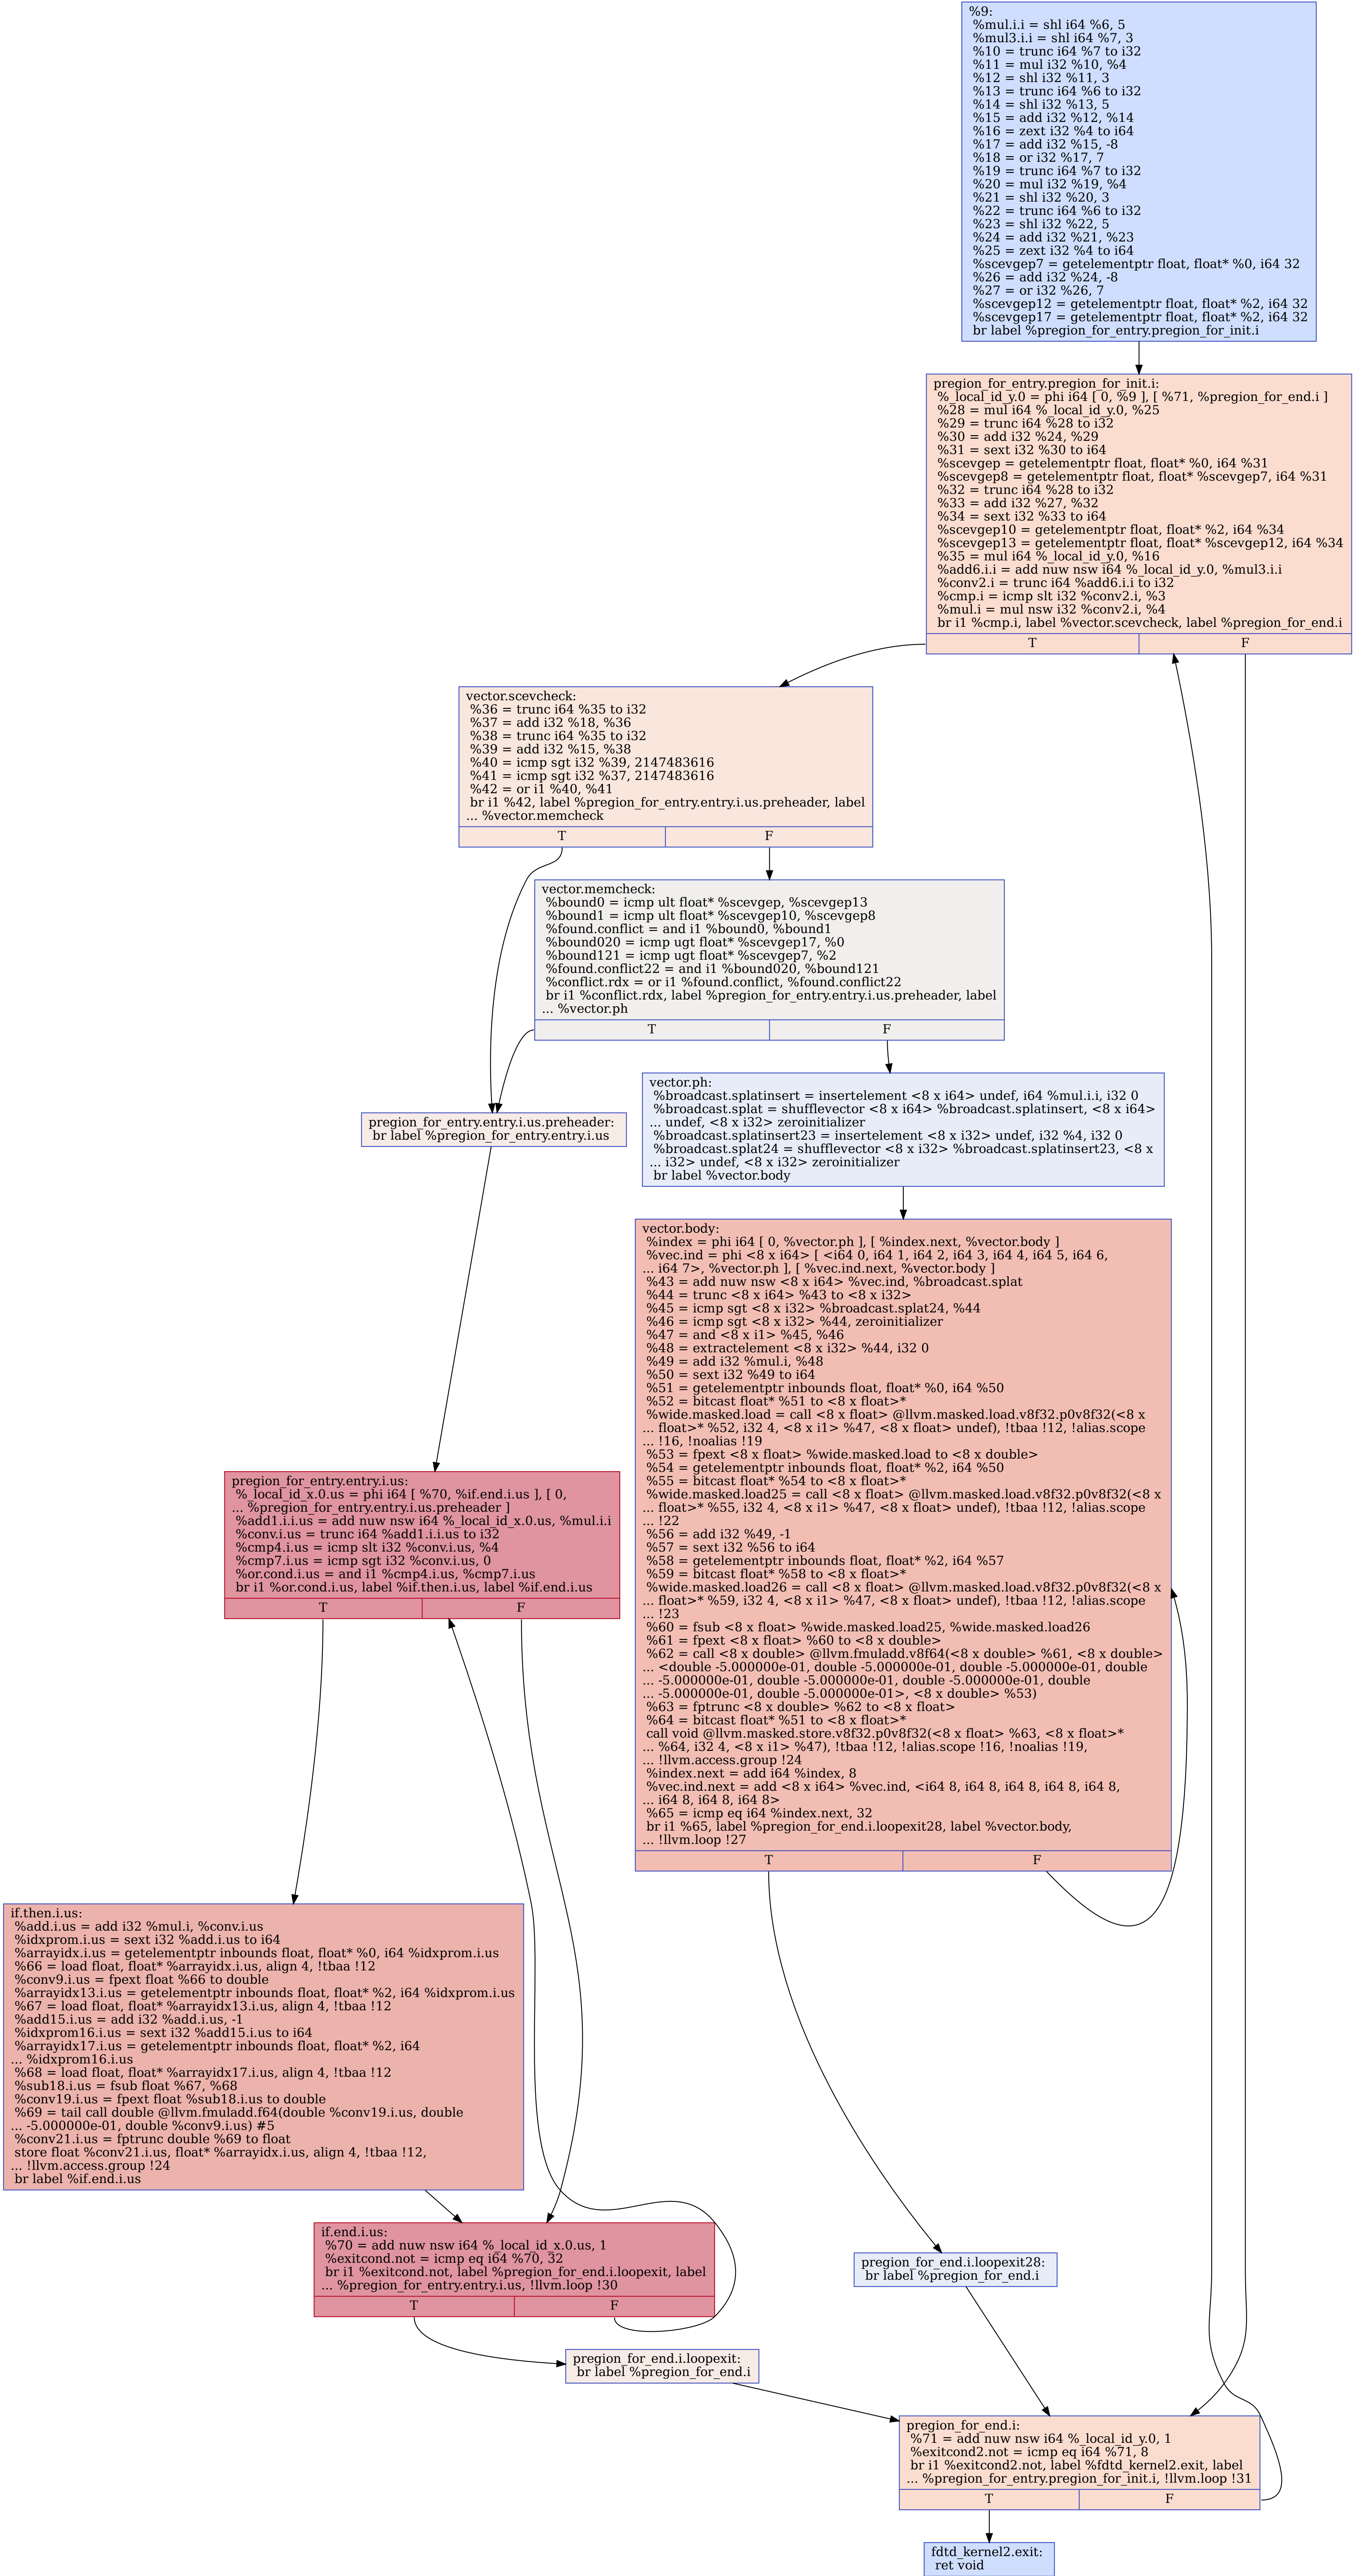 %9:
%mul.i.i = shl i64 %6, 5
%mul3.i.i = shl i64 %7, 3
%10 = trunc i64 %7 to i32
%11 = mul i32 %10, %4
%12 = shl i32 %11, 3
%13 = trunc i64 %6 to i32
%14 = shl i32 %13, 5
%15 = add i32 %12, %14
%16 = zext i32 %4 to i64
%17 = add i32 %15, -8
%18 = or i32 %17, 7
%19 = trunc i64 %7 to i32
%20 = mul i32 %19, %4
%21 = shl i32 %20, 3
%22 = trunc i64 %6 to i32
%23 = shl i32 %22, 5
%24 = add i32 %21, %23
%25 = zext i32 %4 to i64
%scevgep7 = getelementptr float, float* %0, i64 32
%26 = add i32 %24, -8
%27 = or i32 %26, 7
%scevgep12 = getelementptr float, float* %2, i64 32
%scevgep17 = getelementptr float, float* %2, i64 32
br label %pregion_for_entry.pregion_for_init.i
pregion_for_entry.pregion_for_init.i:
%_local_id_y.0 = phi i64 [ 0, %9 ], [ %71, %pregion_for_end.i ]
%28 = mul i64 %_local_id_y.0, %25
%29 = trunc i64 %28 to i32
%30 = add i32 %24, %29
%31 = sext i32 %30 to i64
%scevgep = getelementptr float, float* %0, i64 %31
%scevgep8 = getelementptr float, float* %scevgep7, i64 %31
%32 = trunc i64 %28 to i32
%33 = add i32 %27, %32
%34 = sext i32 %33 to i64
%scevgep10 = getelementptr float, float* %2, i64 %34
%scevgep13 = getelementptr float, float* %scevgep12, i64 %34
%35 = mul i64 %_local_id_y.0, %16
%add6.i.i = add nuw nsw i64 %_local_id_y.0, %mul3.i.i
%conv2.i = trunc i64 %add6.i.i to i32
%cmp.i = icmp slt i32 %conv2.i, %3
%mul.i = mul nsw i32 %conv2.i, %4
br i1 %cmp.i, label %vector.scevcheck, label %pregion_for_end.i
T F
vector.scevcheck:
%36 = trunc i64 %35 to i32
%37 = add i32 %18, %36
%38 = trunc i64 %35 to i32
%39 = add i32 %15, %38
%40 = icmp sgt i32 %39, 2147483616
%41 = icmp sgt i32 %37, 2147483616
%42 = or i1 %40, %41
br i1 %42, label %pregion_for_entry.entry.i.us.preheader, label
... %vector.memcheck
T F
vector.memcheck:
%bound0 = icmp ult float* %scevgep, %scevgep13
%bound1 = icmp ult float* %scevgep10, %scevgep8
%found.conflict = and i1 %bound0, %bound1
%bound020 = icmp ugt float* %scevgep17, %0
%bound121 = icmp ugt float* %scevgep7, %2
%found.conflict22 = and i1 %bound020, %bound121
%conflict.rdx = or i1 %found.conflict, %found.conflict22
br i1 %conflict.rdx, label %pregion_for_entry.entry.i.us.preheader, label
... %vector.ph
T F
vector.ph:
%broadcast.splatinsert = insertelement <8 x i64> undef, i64 %mul.i.i, i32 0
%broadcast.splat = shufflevector <8 x i64> %broadcast.splatinsert, <8 x i64>
... undef, <8 x i32> zeroinitializer
%broadcast.splatinsert23 = insertelement <8 x i32> undef, i32 %4, i32 0
%broadcast.splat24 = shufflevector <8 x i32> %broadcast.splatinsert23, <8 x
... i32> undef, <8 x i32> zeroinitializer
br label %vector.body
pregion_for_entry.entry.i.us.preheader:
br label %pregion_for_entry.entry.i.us
vector.body:
%index = phi i64 [ 0, %vector.ph ], [ %index.next, %vector.body ]
%vec.ind = phi <8 x i64> [ <i64 0, i64 1, i64 2, i64 3, i64 4, i64 5, i64 6,
... i64 7>, %vector.ph ], [ %vec.ind.next, %vector.body ]
%43 = add nuw nsw <8 x i64> %vec.ind, %broadcast.splat
%44 = trunc <8 x i64> %43 to <8 x i32>
%45 = icmp sgt <8 x i32> %broadcast.splat24, %44
%46 = icmp sgt <8 x i32> %44, zeroinitializer
%47 = and <8 x i1> %45, %46
%48 = extractelement <8 x i32> %44, i32 0
%49 = add i32 %mul.i, %48
%50 = sext i32 %49 to i64
%51 = getelementptr inbounds float, float* %0, i64 %50
%52 = bitcast float* %51 to <8 x float>*
%wide.masked.load = call <8 x float> @llvm.masked.load.v8f32.p0v8f32(<8 x
... float>* %52, i32 4, <8 x i1> %47, <8 x float> undef), !tbaa !12, !alias.scope
... !16, !noalias !19
%53 = fpext <8 x float> %wide.masked.load to <8 x double>
%54 = getelementptr inbounds float, float* %2, i64 %50
%55 = bitcast float* %54 to <8 x float>*
%wide.masked.load25 = call <8 x float> @llvm.masked.load.v8f32.p0v8f32(<8 x
... float>* %55, i32 4, <8 x i1> %47, <8 x float> undef), !tbaa !12, !alias.scope
... !22
%56 = add i32 %49, -1
%57 = sext i32 %56 to i64
%58 = getelementptr inbounds float, float* %2, i64 %57
%59 = bitcast float* %58 to <8 x float>*
%wide.masked.load26 = call <8 x float> @llvm.masked.load.v8f32.p0v8f32(<8 x
... float>* %59, i32 4, <8 x i1> %47, <8 x float> undef), !tbaa !12, !alias.scope
... !23
%60 = fsub <8 x float> %wide.masked.load25, %wide.masked.load26
%61 = fpext <8 x float> %60 to <8 x double>
%62 = call <8 x double> @llvm.fmuladd.v8f64(<8 x double> %61, <8 x double>
... <double -5.000000e-01, double -5.000000e-01, double -5.000000e-01, double
... -5.000000e-01, double -5.000000e-01, double -5.000000e-01, double
... -5.000000e-01, double -5.000000e-01>, <8 x double> %53)
%63 = fptrunc <8 x double> %62 to <8 x float>
%64 = bitcast float* %51 to <8 x float>*
call void @llvm.masked.store.v8f32.p0v8f32(<8 x float> %63, <8 x float>*
... %64, i32 4, <8 x i1> %47), !tbaa !12, !alias.scope !16, !noalias !19,
... !llvm.access.group !24
%index.next = add i64 %index, 8
%vec.ind.next = add <8 x i64> %vec.ind, <i64 8, i64 8, i64 8, i64 8, i64 8,
... i64 8, i64 8, i64 8>
%65 = icmp eq i64 %index.next, 32
br i1 %65, label %pregion_for_end.i.loopexit28, label %vector.body,
... !llvm.loop !27
T F
pregion_for_entry.entry.i.us:
%_local_id_x.0.us = phi i64 [ %70, %if.end.i.us ], [ 0,
... %pregion_for_entry.entry.i.us.preheader ]
%add1.i.i.us = add nuw nsw i64 %_local_id_x.0.us, %mul.i.i
%conv.i.us = trunc i64 %add1.i.i.us to i32
%cmp4.i.us = icmp slt i32 %conv.i.us, %4
%cmp7.i.us = icmp sgt i32 %conv.i.us, 0
%or.cond.i.us = and i1 %cmp4.i.us, %cmp7.i.us
br i1 %or.cond.i.us, label %if.then.i.us, label %if.end.i.us
T F
if.then.i.us:
%add.i.us = add i32 %mul.i, %conv.i.us
%idxprom.i.us = sext i32 %add.i.us to i64
%arrayidx.i.us = getelementptr inbounds float, float* %0, i64 %idxprom.i.us
%66 = load float, float* %arrayidx.i.us, align 4, !tbaa !12
%conv9.i.us = fpext float %66 to double
%arrayidx13.i.us = getelementptr inbounds float, float* %2, i64 %idxprom.i.us
%67 = load float, float* %arrayidx13.i.us, align 4, !tbaa !12
%add15.i.us = add i32 %add.i.us, -1
%idxprom16.i.us = sext i32 %add15.i.us to i64
%arrayidx17.i.us = getelementptr inbounds float, float* %2, i64
... %idxprom16.i.us
%68 = load float, float* %arrayidx17.i.us, align 4, !tbaa !12
%sub18.i.us = fsub float %67, %68
%conv19.i.us = fpext float %sub18.i.us to double
%69 = tail call double @llvm.fmuladd.f64(double %conv19.i.us, double
... -5.000000e-01, double %conv9.i.us) #5
%conv21.i.us = fptrunc double %69 to float
store float %conv21.i.us, float* %arrayidx.i.us, align 4, !tbaa !12,
... !llvm.access.group !24
br label %if.end.i.us
if.end.i.us:
%70 = add nuw nsw i64 %_local_id_x.0.us, 1
%exitcond.not = icmp eq i64 %70, 32
br i1 %exitcond.not, label %pregion_for_end.i.loopexit, label
... %pregion_for_entry.entry.i.us, !llvm.loop !30
T F
pregion_for_end.i.loopexit28:
br label %pregion_for_end.i
pregion_for_end.i.loopexit:
br label %pregion_for_end.i
pregion_for_end.i:
%71 = add nuw nsw i64 %_local_id_y.0, 1
%exitcond2.not = icmp eq i64 %71, 8
br i1 %exitcond2.not, label %fdtd_kernel2.exit, label
... %pregion_for_entry.pregion_for_init.i, !llvm.loop !31
T F
fdtd_kernel2.exit:
ret void